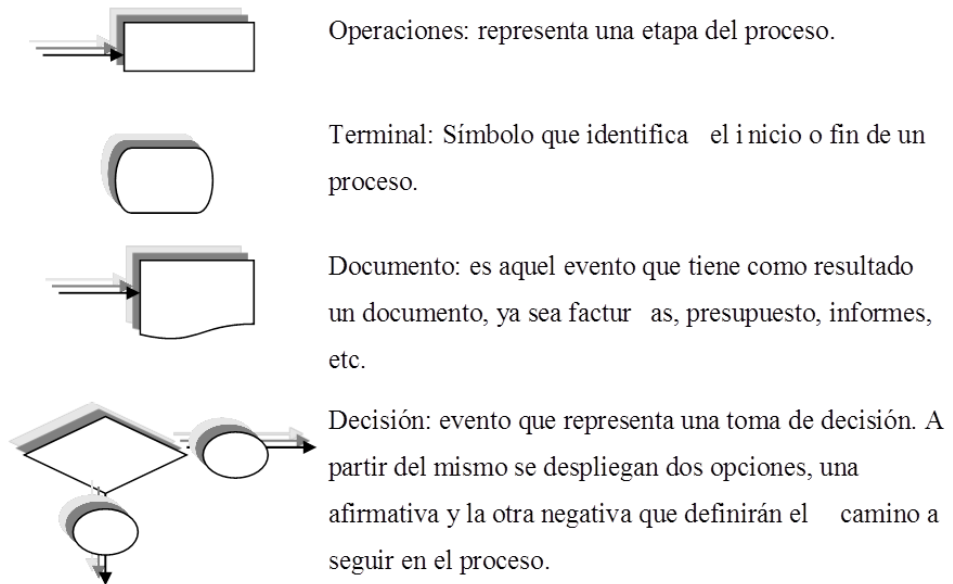 Operaciones: representa una etapa del proceso.
Terminal: Símbolo que identifica el i nicio o fin de un
proceso.
Documento: es aquel evento que tiene como resultado
un documento, ya sea factur as, presupuesto, informes,
etc.
Decisión: evento que representa una toma de decisión. A
partir del mismo se despliegan dos opciones, una
afirmativa y la otra negativa que definirán el camino a
seguir en el proceso.